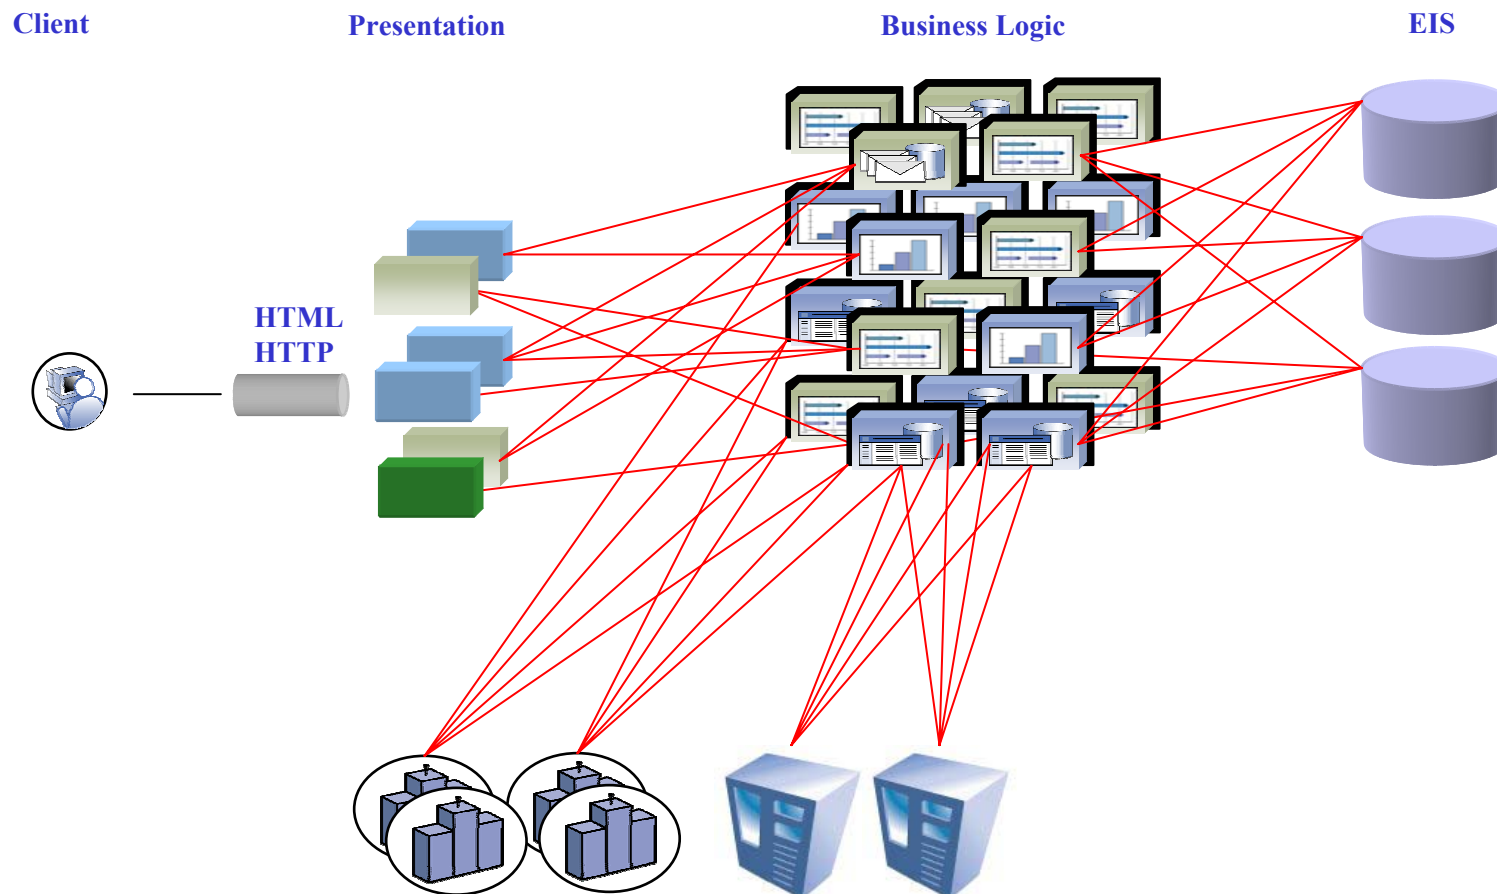 Client
Presentation
Business Logic
EIS
HTML
HTTP